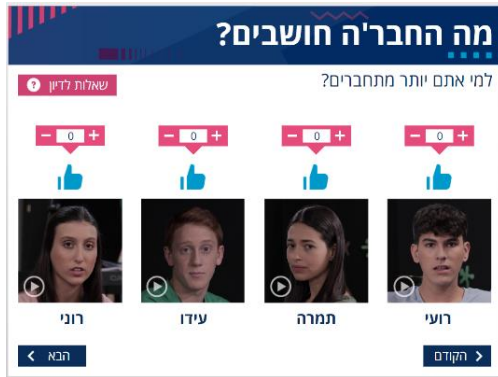 מה החבר'ה חושבים?
למי אתם יותר מתחברים?
שאלות לדיון ?
+ 0 - + 0 - + 0 - + 0 -
רועי תמרה עידו רוני
הקודם הבא